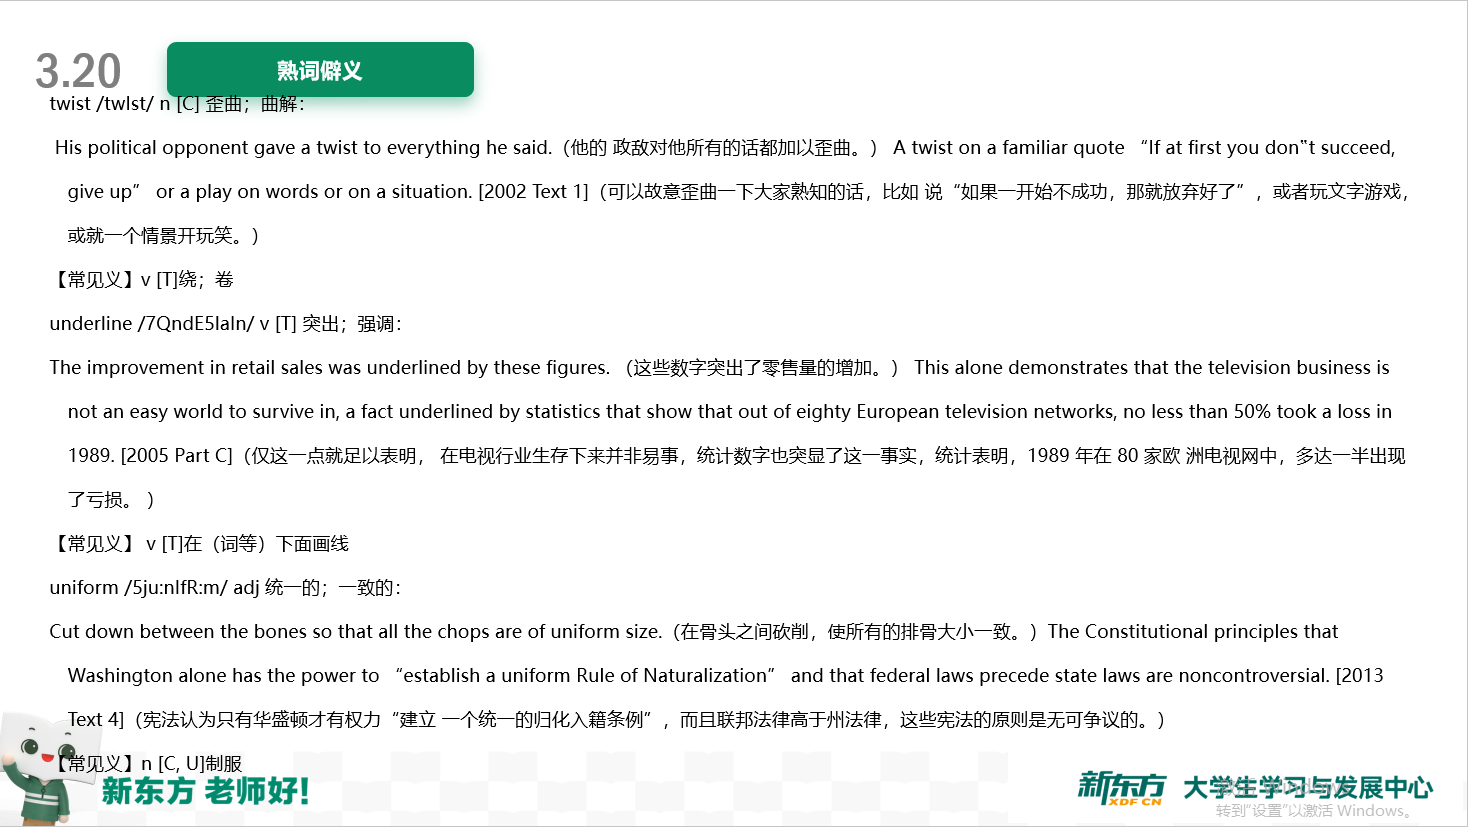 3.20
熟词僻义
twist /twIst/ n [C] 歪曲；曲解：
His political opponent gave a twist to everything he said.（他的 政敌对他所有的话都加以歪曲。） A twist on a familiar quote “If at first you don‟t succeed,
give up” or a play on words or on a situation. [2002 Text 1]（可以故意歪曲一下大家熟知的话，比如 说“如果一开始不成功，那就放弃好了”，或者玩文字游戏，
或就一个情景开玩笑。）
【常见义】v [T]绕；卷
underline /7QndE5laIn/ v [T] 突出；强调：
The improvement in retail sales was underlined by these figures. （这些数字突出了零售量的增加。） This alone demonstrates that the television business is
not an easy world to survive in, a fact underlined by statistics that show that out of eighty European television networks, no less than 50% took a loss in
1989. [2005 Part C]（仅这一点就足以表明， 在电视行业生存下来并非易事，统计数字也突显了这一事实，统计表明，1989 年在 80 家欧 洲电视网中，多达一半出现
了亏损。 ）
【常见义】 v [T]在（词等）下面画线
uniform /5ju:nIfR:m/ adj 统一的；一致的：
Cut down between the bones so that all the chops are of uniform size.（在骨头之间砍削，使所有的排骨大小一致。）The Constitutional principles that
Washington alone has the power to “establish a uniform Rule of Naturalization” and that federal laws precede state laws are noncontroversial. [2013
Text 4]（宪法认为只有华盛顿才有权力“建立 一个统一的归化入籍条例”，而且联邦法律高于州法律，这些宪法的原则是无可争议的。）
【常见义】n [C, U]制服
新东方 老师好!
新东方 XDF.CN 大学生学习与发展中心
激活 Windows
转到“设置”以激活 Windows。